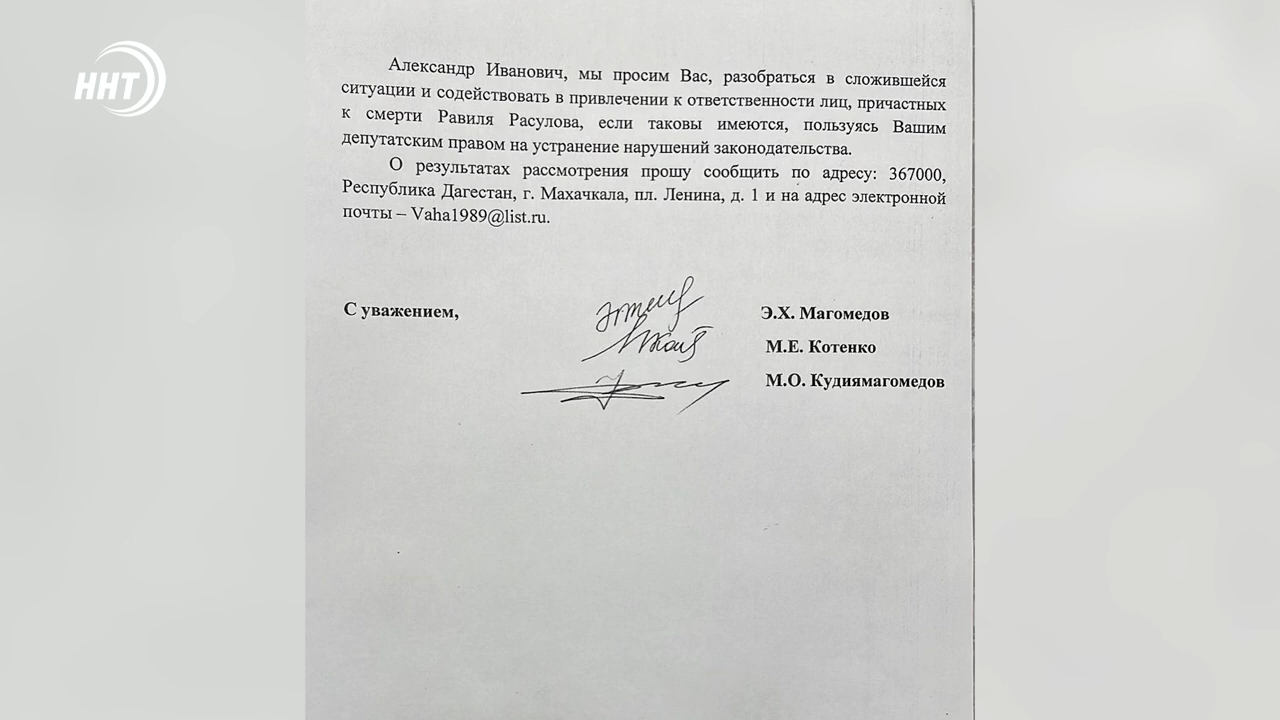 ННТ
Александр Иванович, мы просим Вас, разобраться в сложившейся
ситуации и содействовать в привлечении к ответственности лиц, причастных
к смерти Равиля Расулова, если таковы имеются, пользуясь Вашим
депутатским правом на устранение нарушений законодательства.
О результатах рассмотрения прошу сообщить по адресу: 367000,
Республика Дагестан, г. Махачкала, пл. Ленина, д. 1 и на адрес электронной
почты – Vaha1989@list.ru.
С уважением,
Э.Х. Магомедов
М.Е. Котенко
М.О. Кудиямагомедов